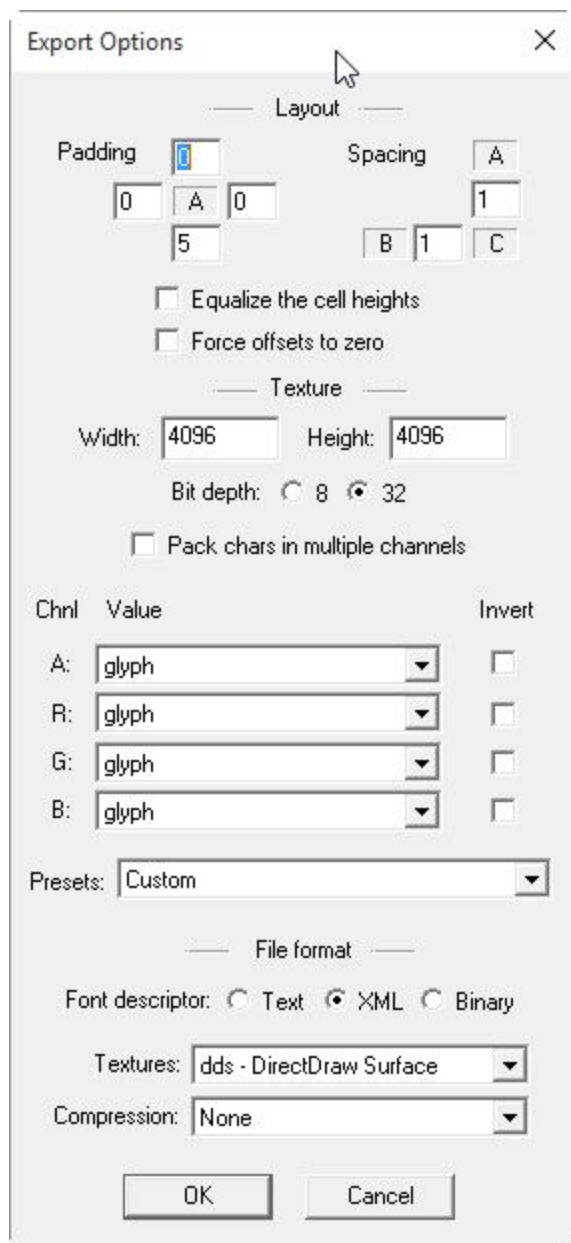 Export Options
Layout
Padding 0 Spacing A
0 A 0 1
5 B 1 C
Equalize the cell heights
Force offsets to zero
Texture
Width: 4096 Height: 4096
Bit depth: 8 32
Pack chars in multiple channels
Chnl Value Invert
A: glyph
R: glyph
G: glyph
B: glyph
Presets: Custom
File format
Font descriptor: Text XML Binary
Textures: dds - DirectDraw Surface
Compression: None
OK Cancel